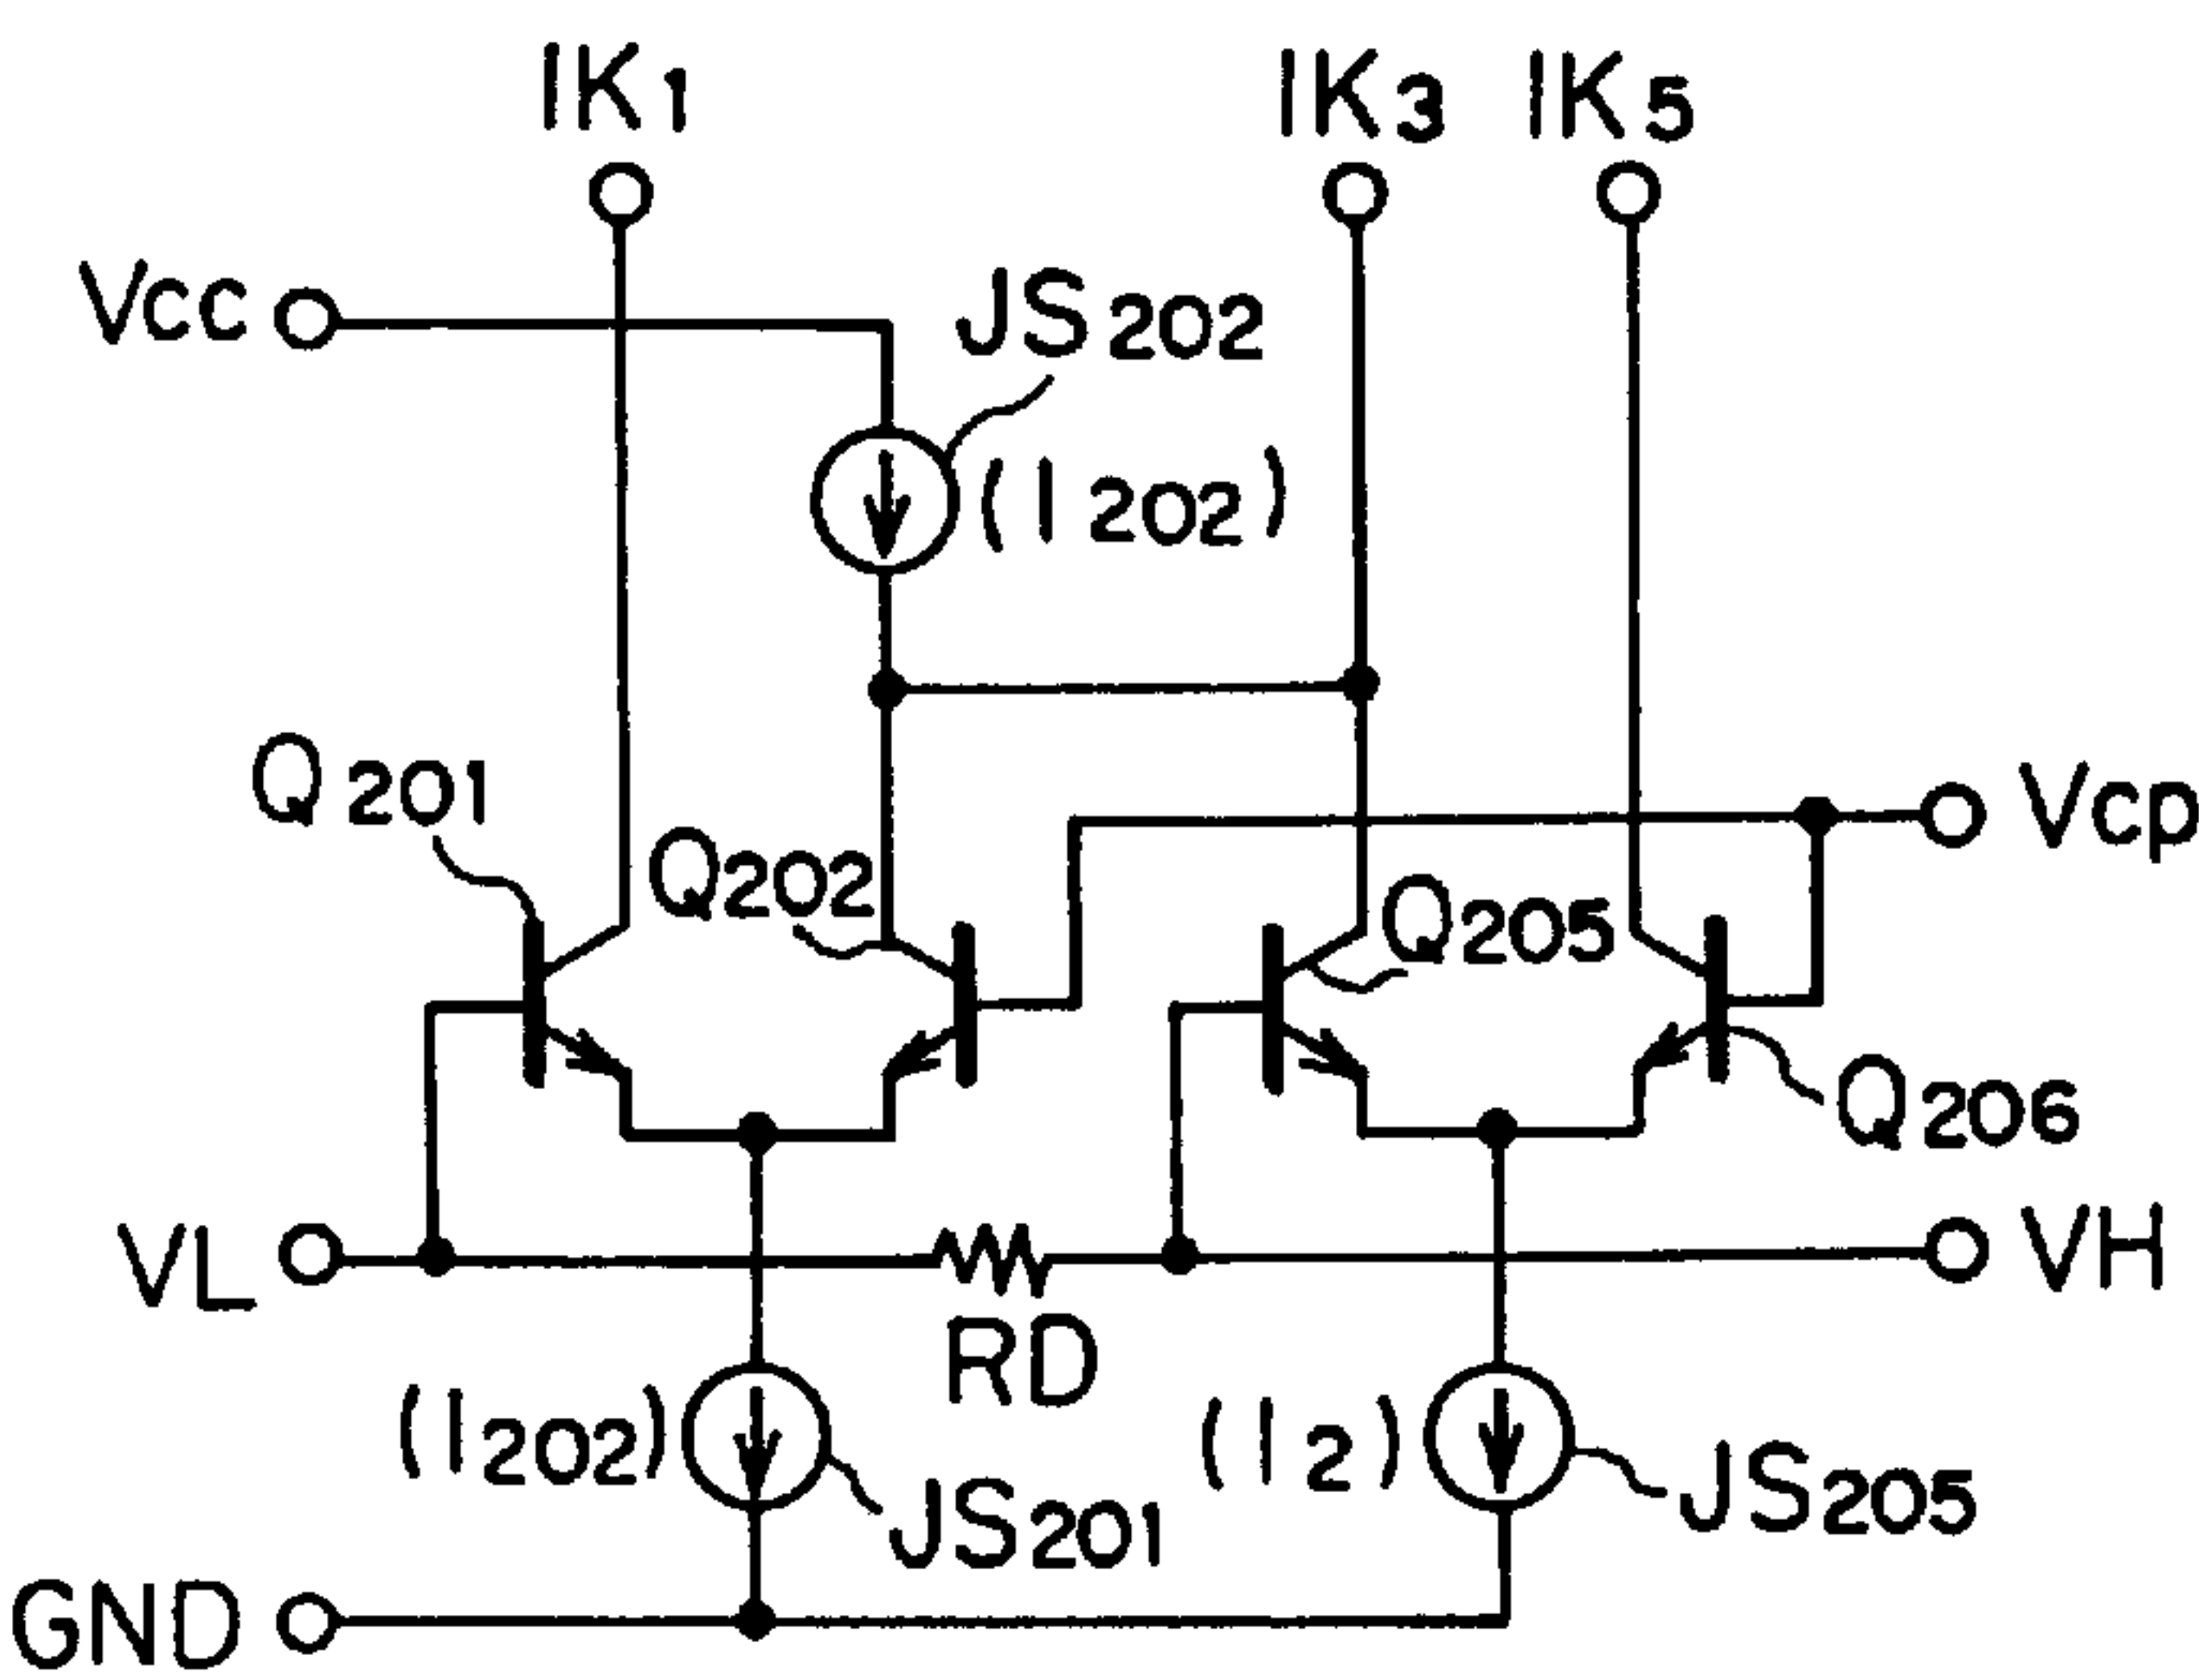 IK1
IK3
IK5
Vcc
JS202
(I202)
Q201
Q202
Vcp
Q205
Q206
VL
VH
RD
(I202)
JS201
(I2)
JS205
GND